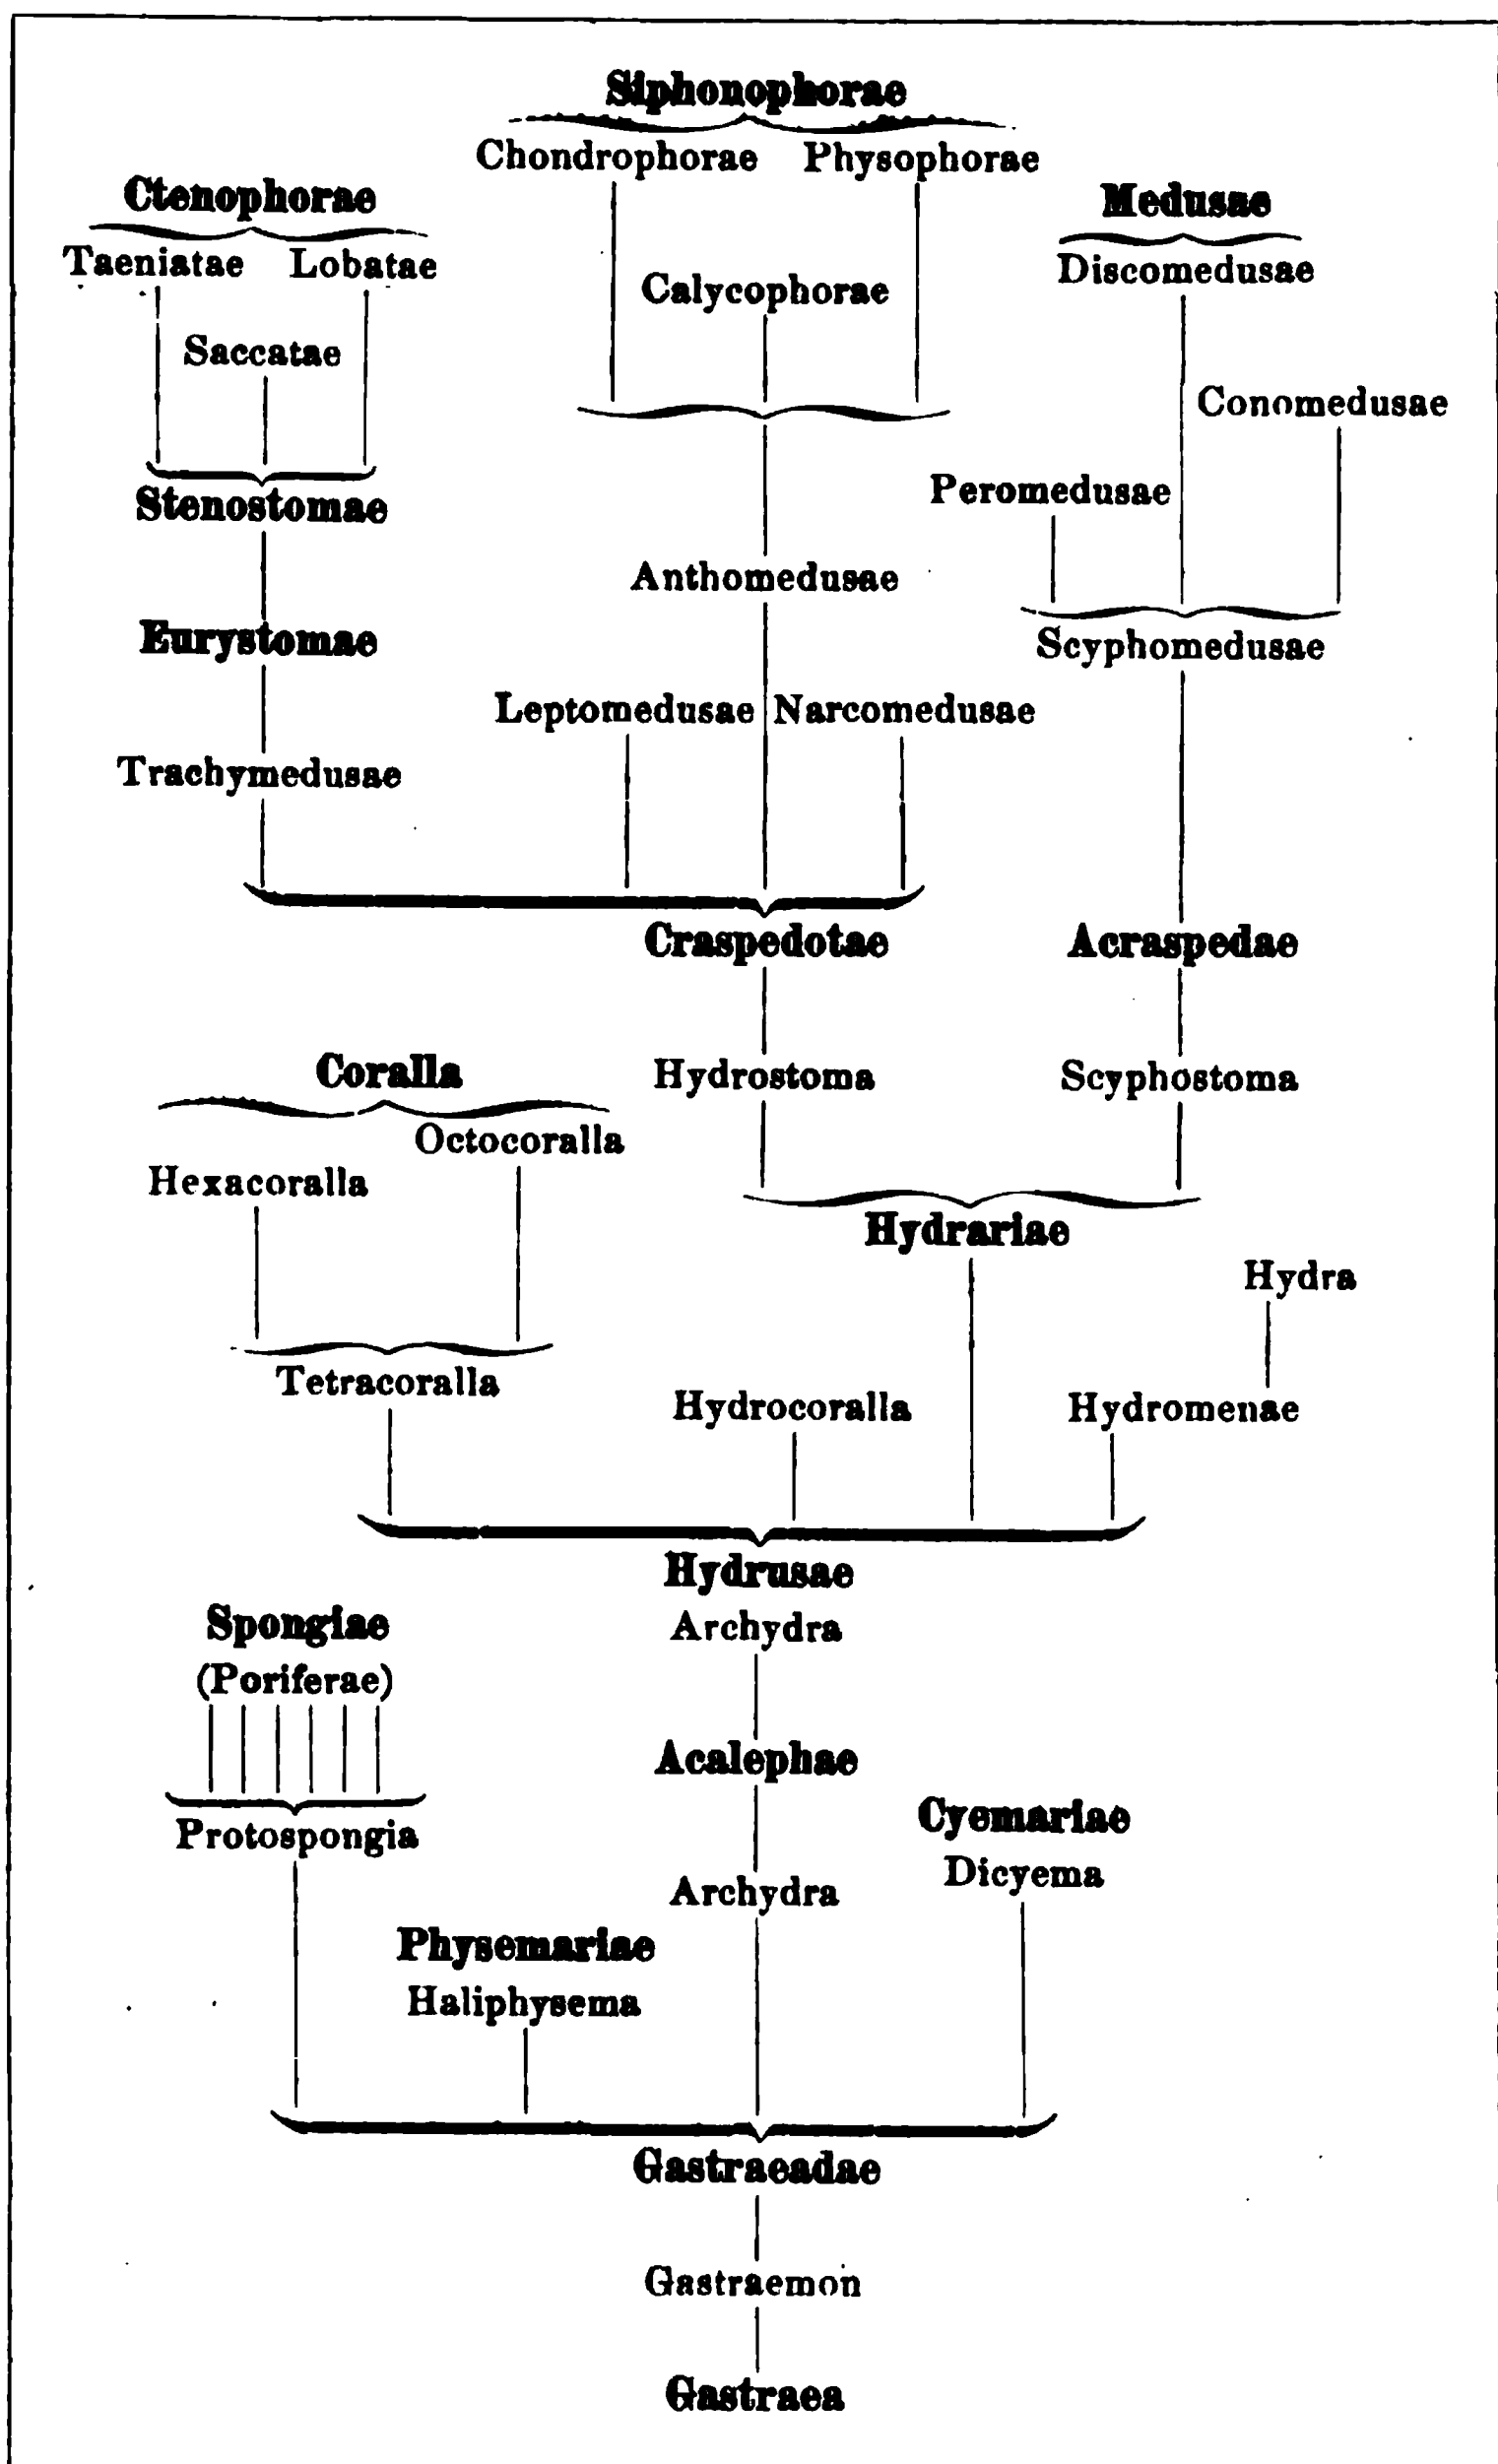 Siphonophorae
Chondrophorae Physophorae
Ctenophorae
Medusae
Taeniatae Lobatae
Discomedusae
Calycophorae
Saccatae
Conomedusae
Peromedusae
Stenostomae
Anthomedusae
Eurystomae
Scyphomedusae
Leptomedusae Narcomedusae
Trachymedusae
Craspedotae
Acraspedae
Coralla
Hydrostoma
Scyphostoma
Octocoralla
Hexacoralla
Hydrariae
Hydra
Tetracoralla
Hydrocoralla
Hydromenae
Hydrusae
Spongiae
Archydra
(Poriferae)
Acalephae
Cyemariae
Protospongia
Dicyema
Archydra
Physemariae
Haliphysema
Gastraeadae
Gastraemon
Gastraea